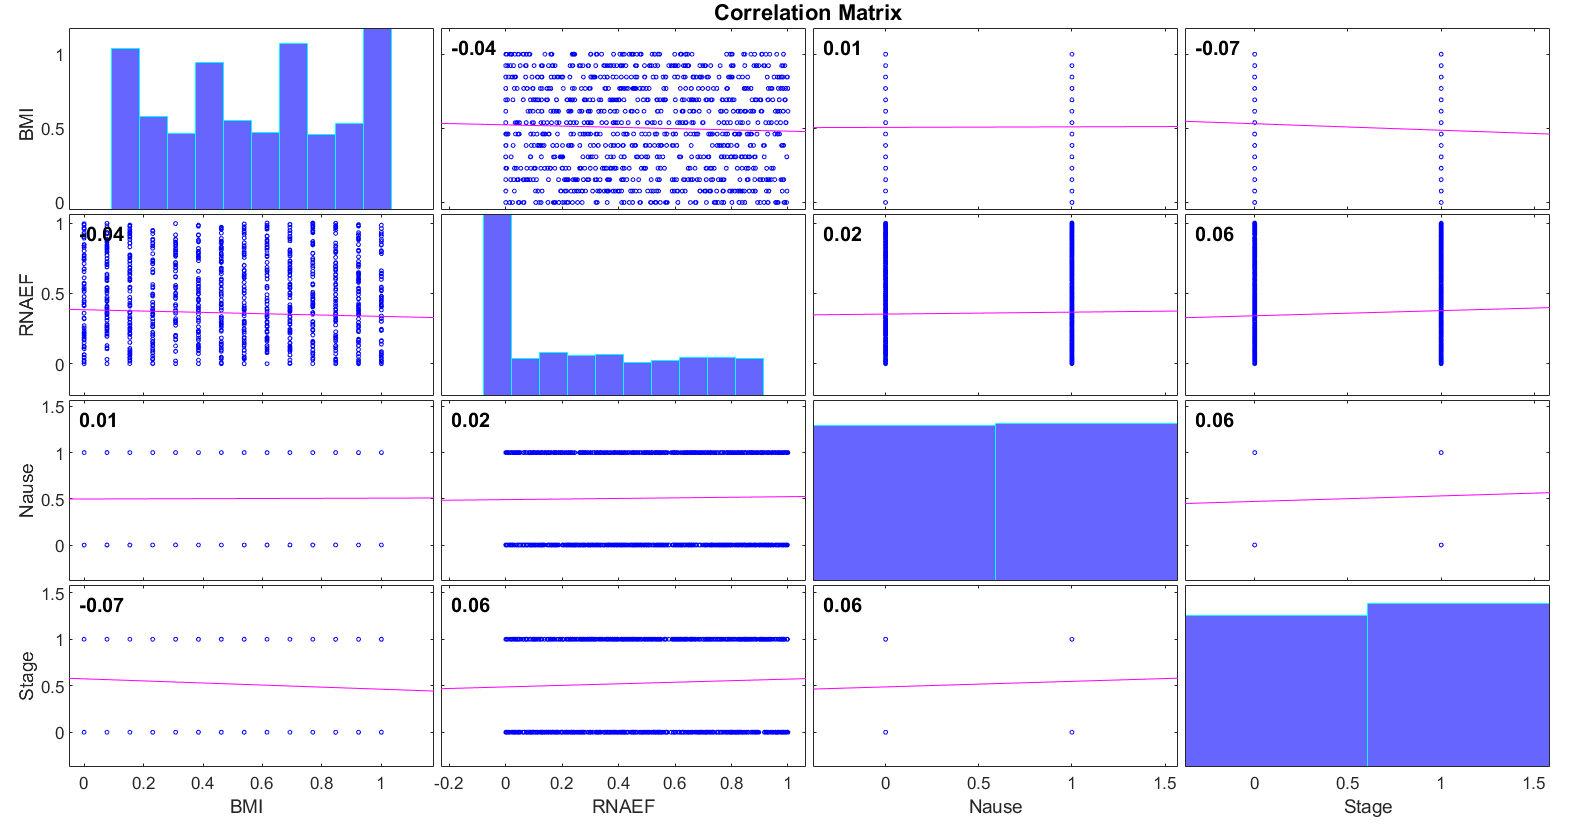 Correlation Matrix
-0.04 0.01 -0.07
1
0.5
0
BMI
-0.04 0.02 0.06
1
0.5
0
RNAEF
0.01 0.02 0.06
1.5
1
0.5
0
Nause
-0.07 0.06 0.06
1.5
1
0.5
0
Stage
0 0.2 0.4 0.6 0.8 1 -0.2 0 0.2 0.4 0.6 0.8 1 0 0.5 1 1.5 0 0.5 1 1.5
BMI RNAEF Nause Stage